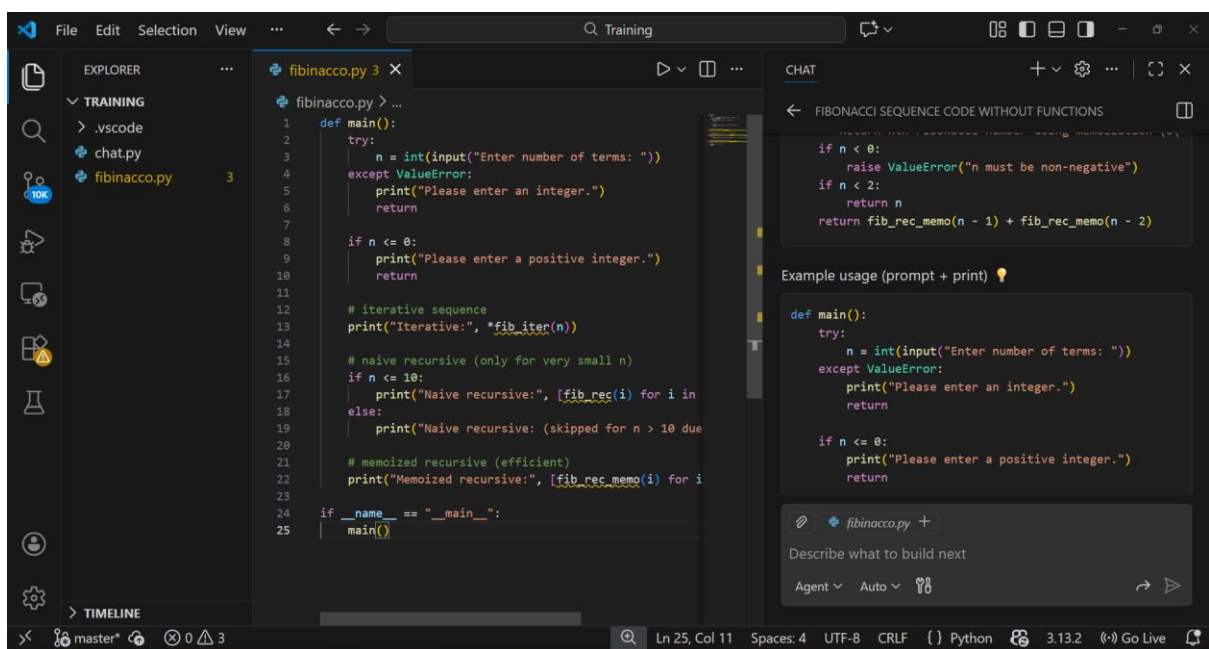 File Edit Selection View ··· ← → Training
EXPLORER ···
TRAINING
.vscode
chat.py
fibinacco.py 3
10K
TIMELINE
fibinacco.py 3 ×
fibinacco.py > ...
1 def main():
2 try:
3 n = int(input("Enter number of terms: "))
4 except ValueError:
5 print("Please enter an integer.")
6 return
7
8 if n <= 0:
9 print("Please enter a positive integer.")
10 return
11
12 # iterative sequence
13 print("Iterative:", *fib_iter(n))
14
15 # naive recursive (only for very small n)
16 if n <= 10:
17 print("Naive recursive:", [fib_rec(i) for i in
18 else:
19 print("Naive recursive: (skipped for n > 10 due
20
21 # memoized recursive (efficient)
22 print("Memoized recursive:", [fib_rec_memo(i) for i
23
24 if __name__ == "__main__":
25 main()
CHAT
FIBONACCI SEQUENCE CODE WITHOUT FUNCTIONS
if n < 0:
raise ValueError("n must be non-negative")
if n < 2:
return n
return fib_rec_memo(n - 1) + fib_rec_memo(n - 2)
Example usage (prompt + print)
def main():
try:
n = int(input("Enter number of terms: "))
except ValueError:
print("Please enter an integer.")
return
if n <= 0:
print("Please enter a positive integer.")
return
fibinacco.py +
Describe what to build next
Agent Auto
master* 0 3 Ln 25, Col 11 Spaces: 4 UTF-8 CRLF {} Python 3.13.2 Go Live